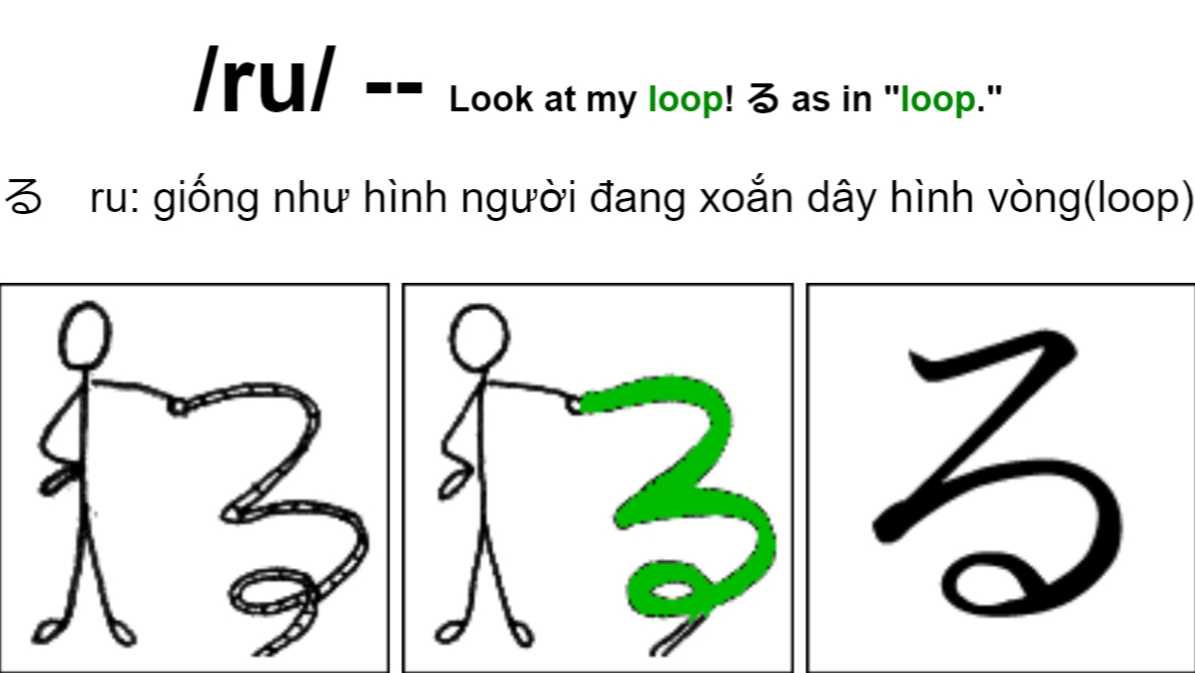 /ru/ -- Look at my loop! る as in "loop."
る ru: giống như hình người đang xoắn dây hình vòng(loop)
る